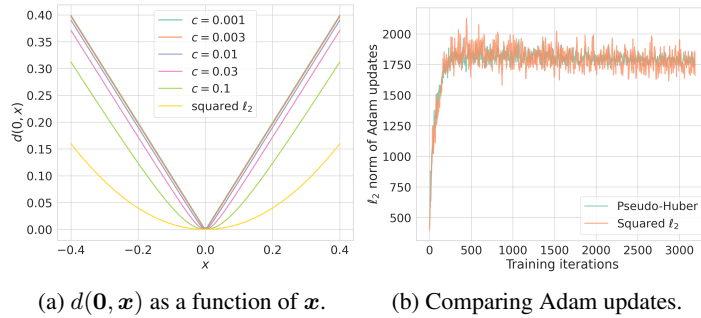 0.40
0.35
0.30
0.25
0.20
0.15
0.10
0.05
0.00
d(0, x)
−0.4 −0.2 0.0 0.2 0.4
x
c = 0.001
c = 0.003
c = 0.01
c = 0.03
c = 0.1
squared ℓ₂
(a) d(0, x) as a function of x.
2000
1750
1500
1250
1000
750
500
ℓ₂ norm of Adam updates
0 500 1000 1500 2000 2500 3000
Training iterations
Pseudo-Huber
Squared ℓ₂
(b) Comparing Adam updates.